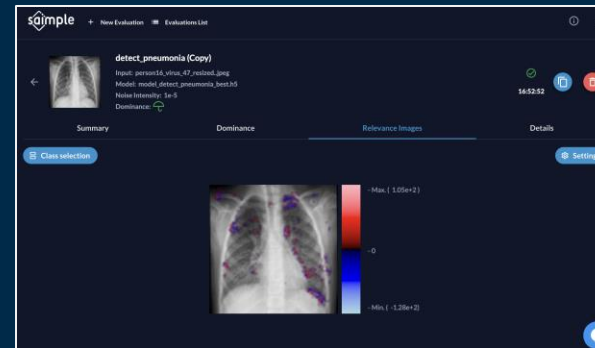 saimple + New Evaluation Evaluations List
detect_pneumonia (Copy)
Input: person16_virus_47_resized.jpeg
Model: model_detect_pneumonia_best.h5
Noise Intensity: 1e-5
Dominance:
16:52:52
Summary Dominance Relevance Images Details
Class selection
Setting
- Max. ( 1.05e+2 )
- 0
- Min. ( -1.28e+2)